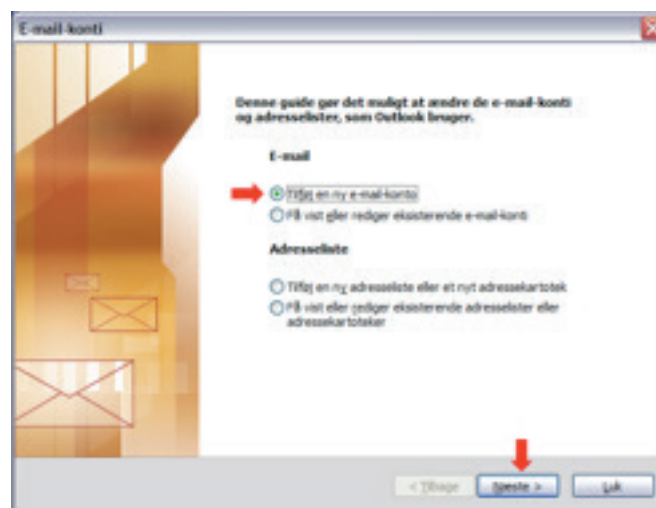 E-mail-konti
Denne guide gør det muligt at ændre de e-mail-konti
og adresselister, som Outlook bruger.
E-mail
Tilføj en ny e-mail-konto
Få vist eller rediger eksisterende e-mail-konti
Adresseliste
Tilføj en ny adresseliste eller et nyt adressekartotek
Få vist eller rediger eksisterende adresselister eller
adressekartoteker
< Tilbage
Næste >
Luk